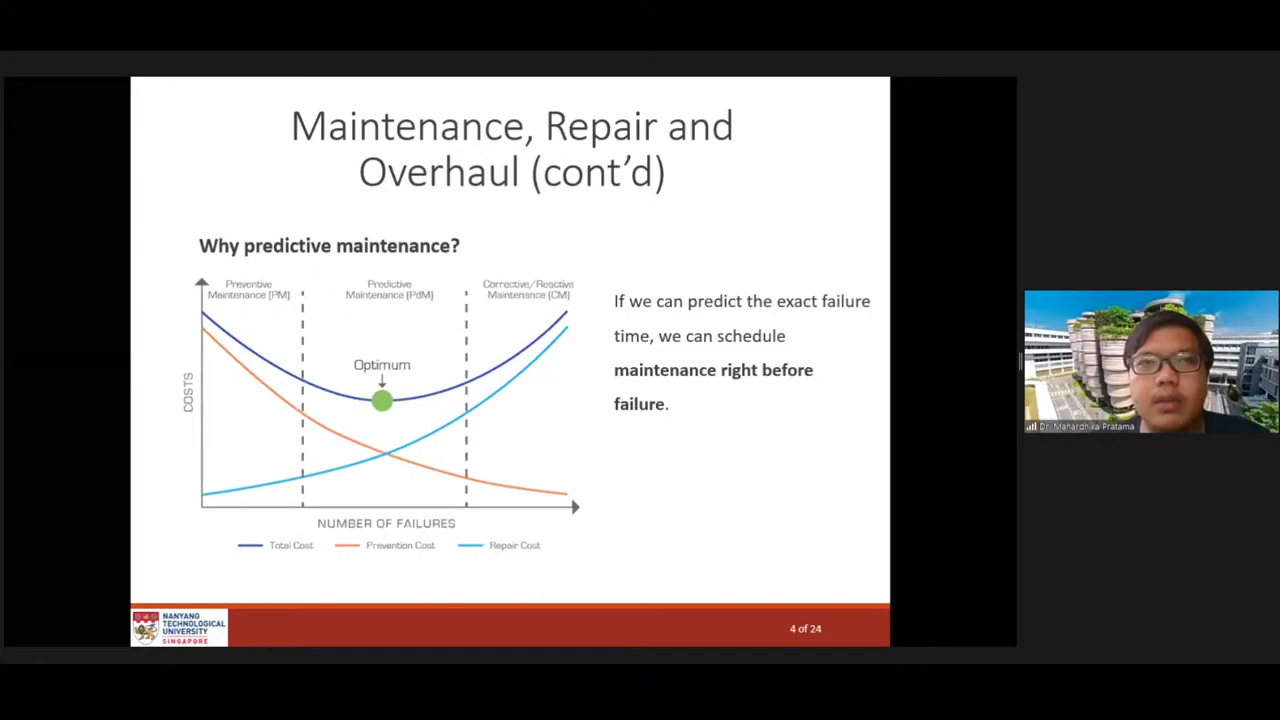 Maintenance, Repair and
Overhaul (cont'd)
Why predictive maintenance?
Preventive
Maintenance [PM]
Predictive
Maintenance [PdM]
Corrective/Reactive
Maintenance [CM]
Optimum
COSTS
NUMBER OF FAILURES
Total Cost
Prevention Cost
Repair Cost
If we can predict the exact failure
time, we can schedule
maintenance right before
failure.
NANYANG
TECHNOLOGICAL
UNIVERSITY
SINGAPORE
4 of 24
Dr. Mahardhika Pratama